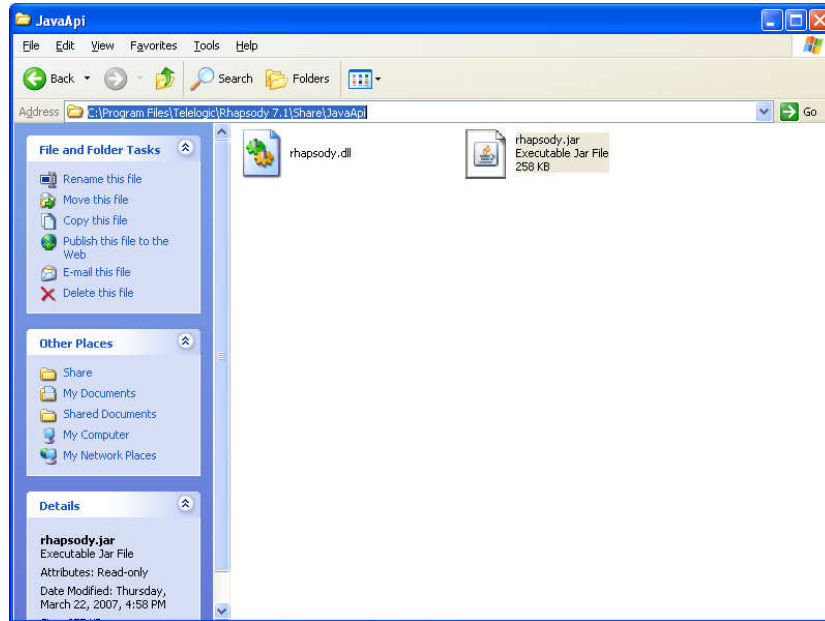 JavaApi
File Edit View Favorites Tools Help
Back Search Folders
Address C:\Program Files\Telelogic\Rhapsody 7.1\Share\JavaApi Go
File and Folder Tasks
Rename this file
Move this file
Copy this file
Publish this file to the
Web
E-mail this file
Delete this file
Other Places
Share
My Documents
Shared Documents
My Computer
My Network Places
Details
rhapsody.jar
Executable Jar File
Attributes: Read-only
Date Modified: Thursday,
March 22, 2007, 4:58 PM
rhapsody.dll
rhapsody.jar
Executable Jar File
258 KB